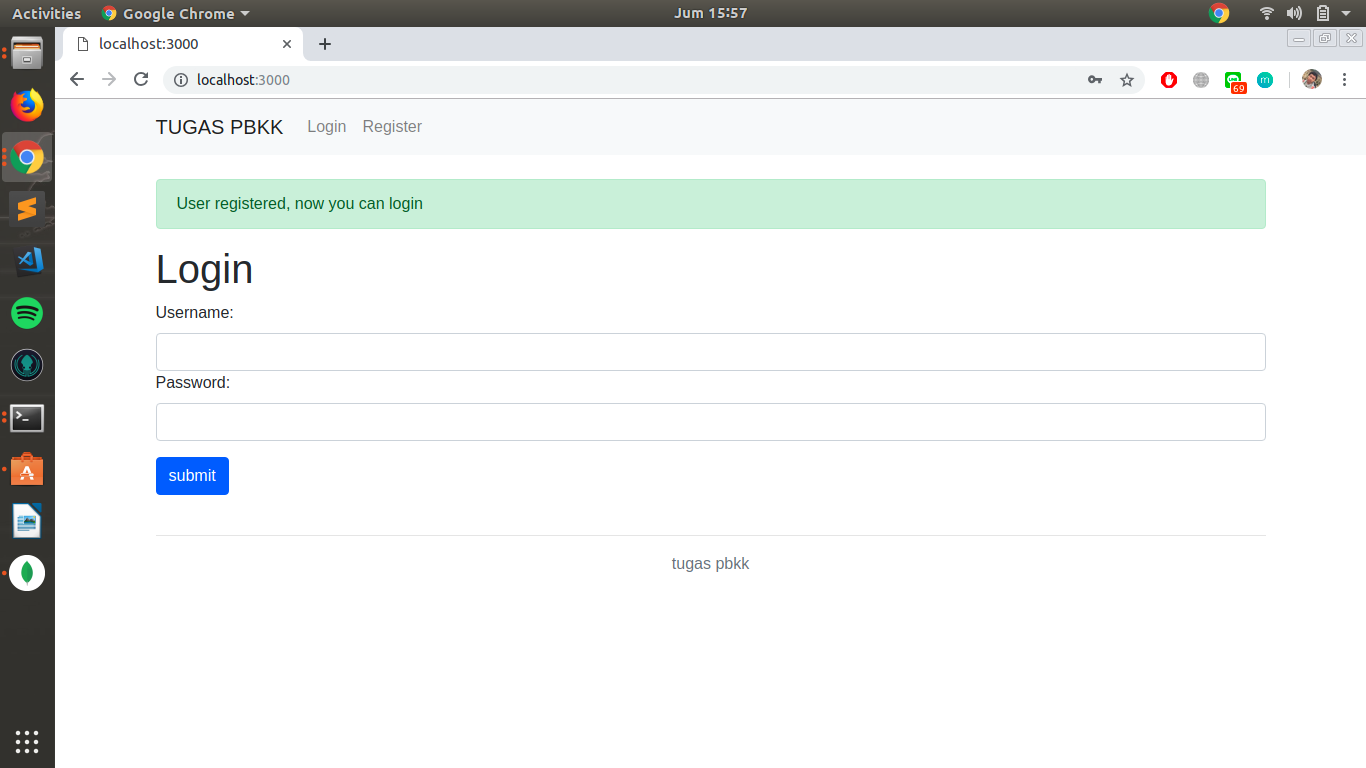 Activities Google Chrome Jum 15:57
localhost:3000
localhost:3000
69 m
TUGAS PBKK Login Register
User registered, now you can login
Login
Username:
Password:
submit
tugas pbkk